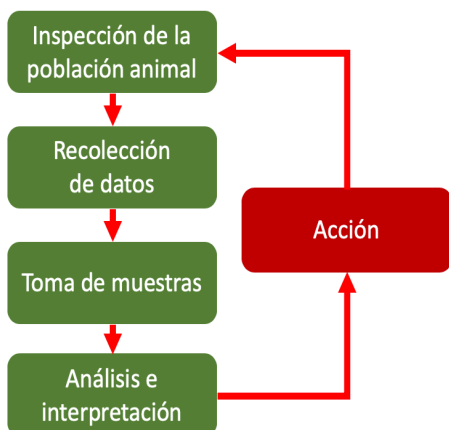 Inspección de la
población animal
Recolección
de datos
Toma de muestras
Análisis e
interpretación
Acción